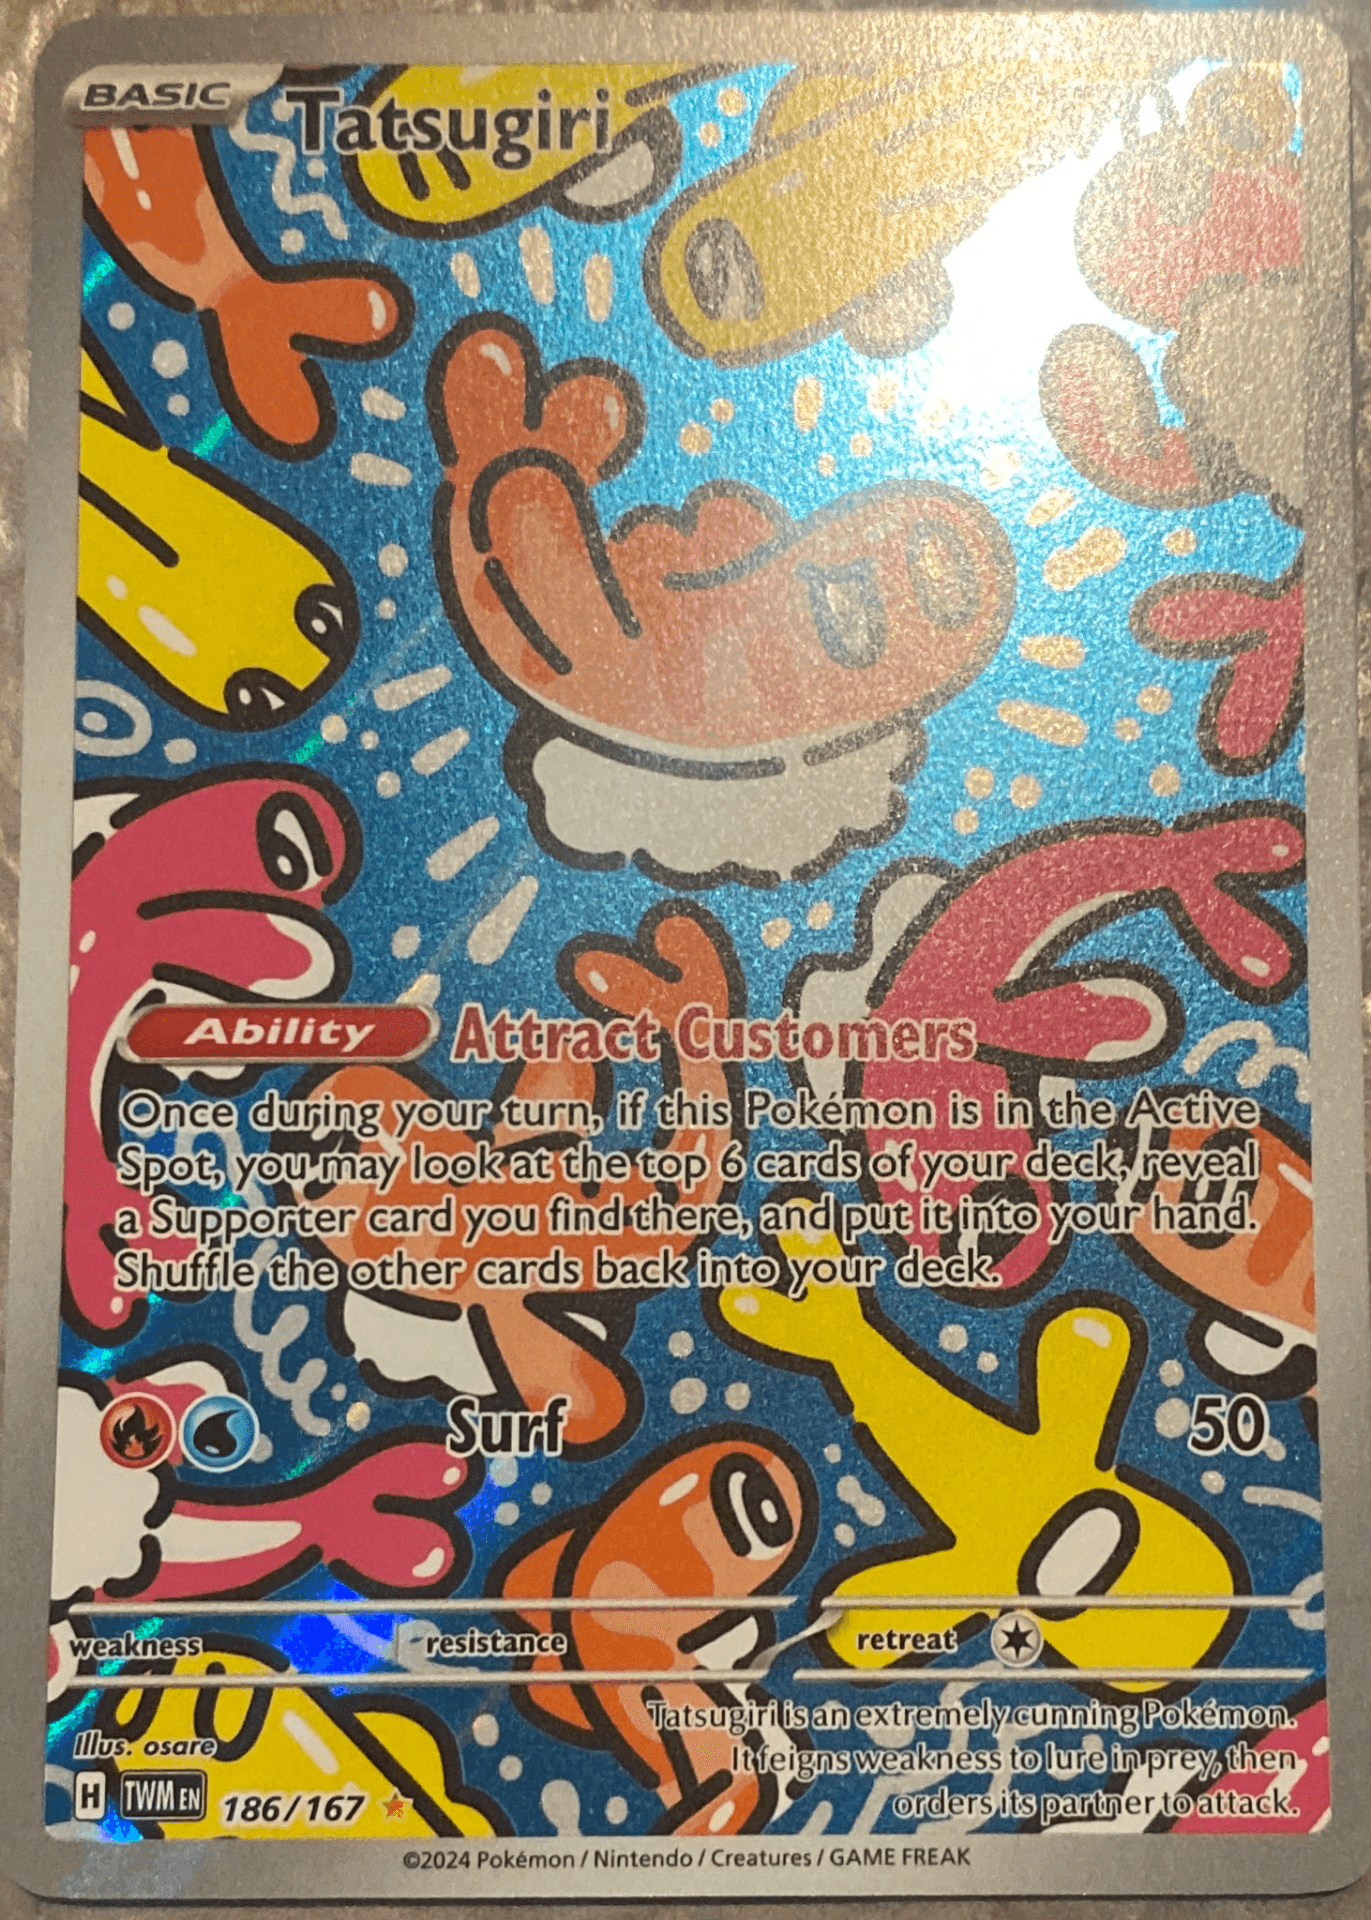 BASIC
Tatsugiri
Ability Attract Customers
Once during your turn, if this Pokémon is in the Active
Spot, you may look at the top 6 cards of your deck, reveal
a Supporter card you find there, and put it into your hand.
Shuffle the other cards back into your deck.
Surf 50
weakness resistance retreat
Tatsugiri is an extremely cunning Pokémon.
It feigns weakness to lure in prey, then
orders its partner to attack.
Illus. osare
H TWM EN 186/167
©2024 Pokémon / Nintendo / Creatures / GAME FREAK